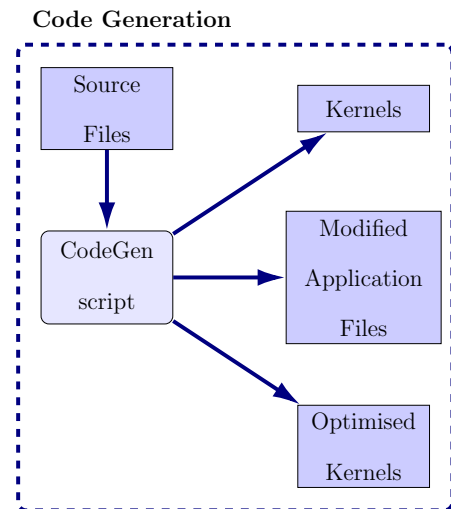 Code Generation
Source
Files
CodeGen
script
Kernels
Modified
Application
Files
Optimised
Kernels